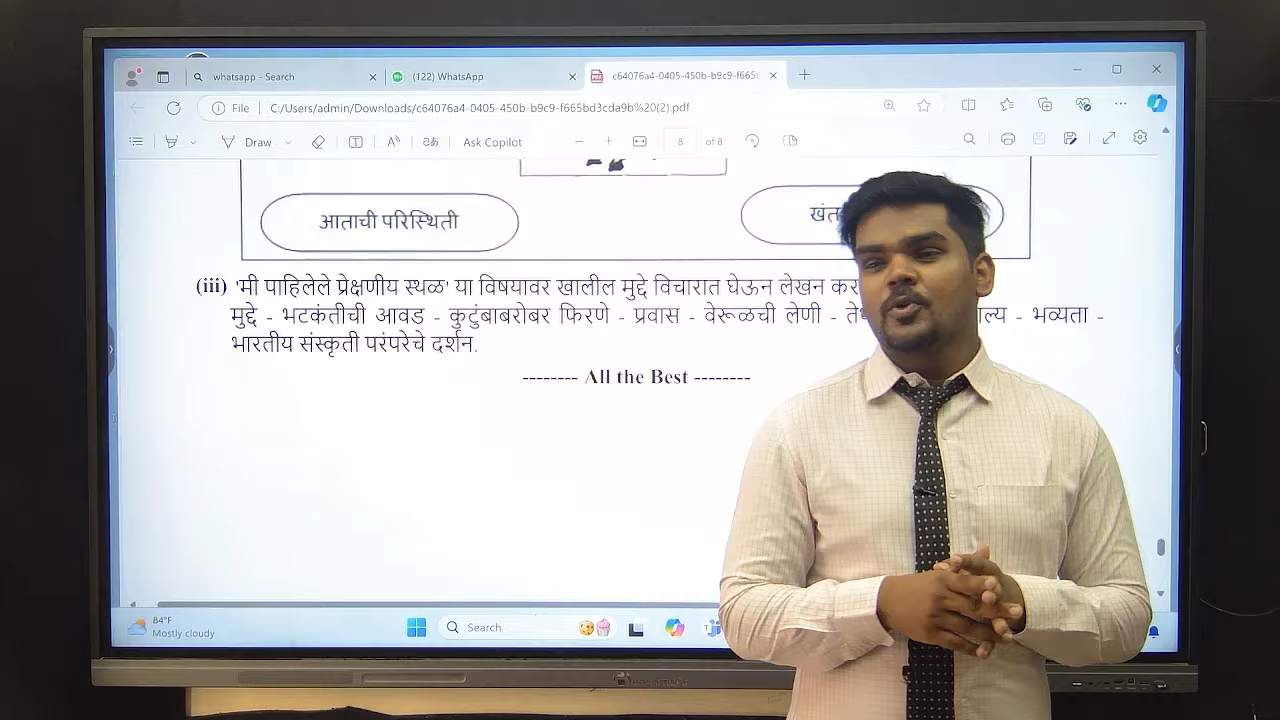 whatsapp - Search
(122) WhatsApp
c64076a4-0405-450b-b9c9-f665b
File C:/Users/admin/Downloads/c64076a4-0405-450b-b9c9-f665bd3cda9b%20(2).pdf
Draw Ask Copilot 8 of 8
आताची परिस्थिती
(iii) 'मी पाहिलेले प्रेक्षणीय स्थळ' या विषयावर खालील मुद्दे विचारात घेऊन लेखन
मुद्दे - भटकंतीची आवड - कुटुंबाबरोबर फिरणे - प्रवास - वेरूळची लेणी - - भव्यता -
भारतीय संस्कृती परंपरेचे दर्शन.
-------- All the Best --------
84°F
Mostly cloudy
Search